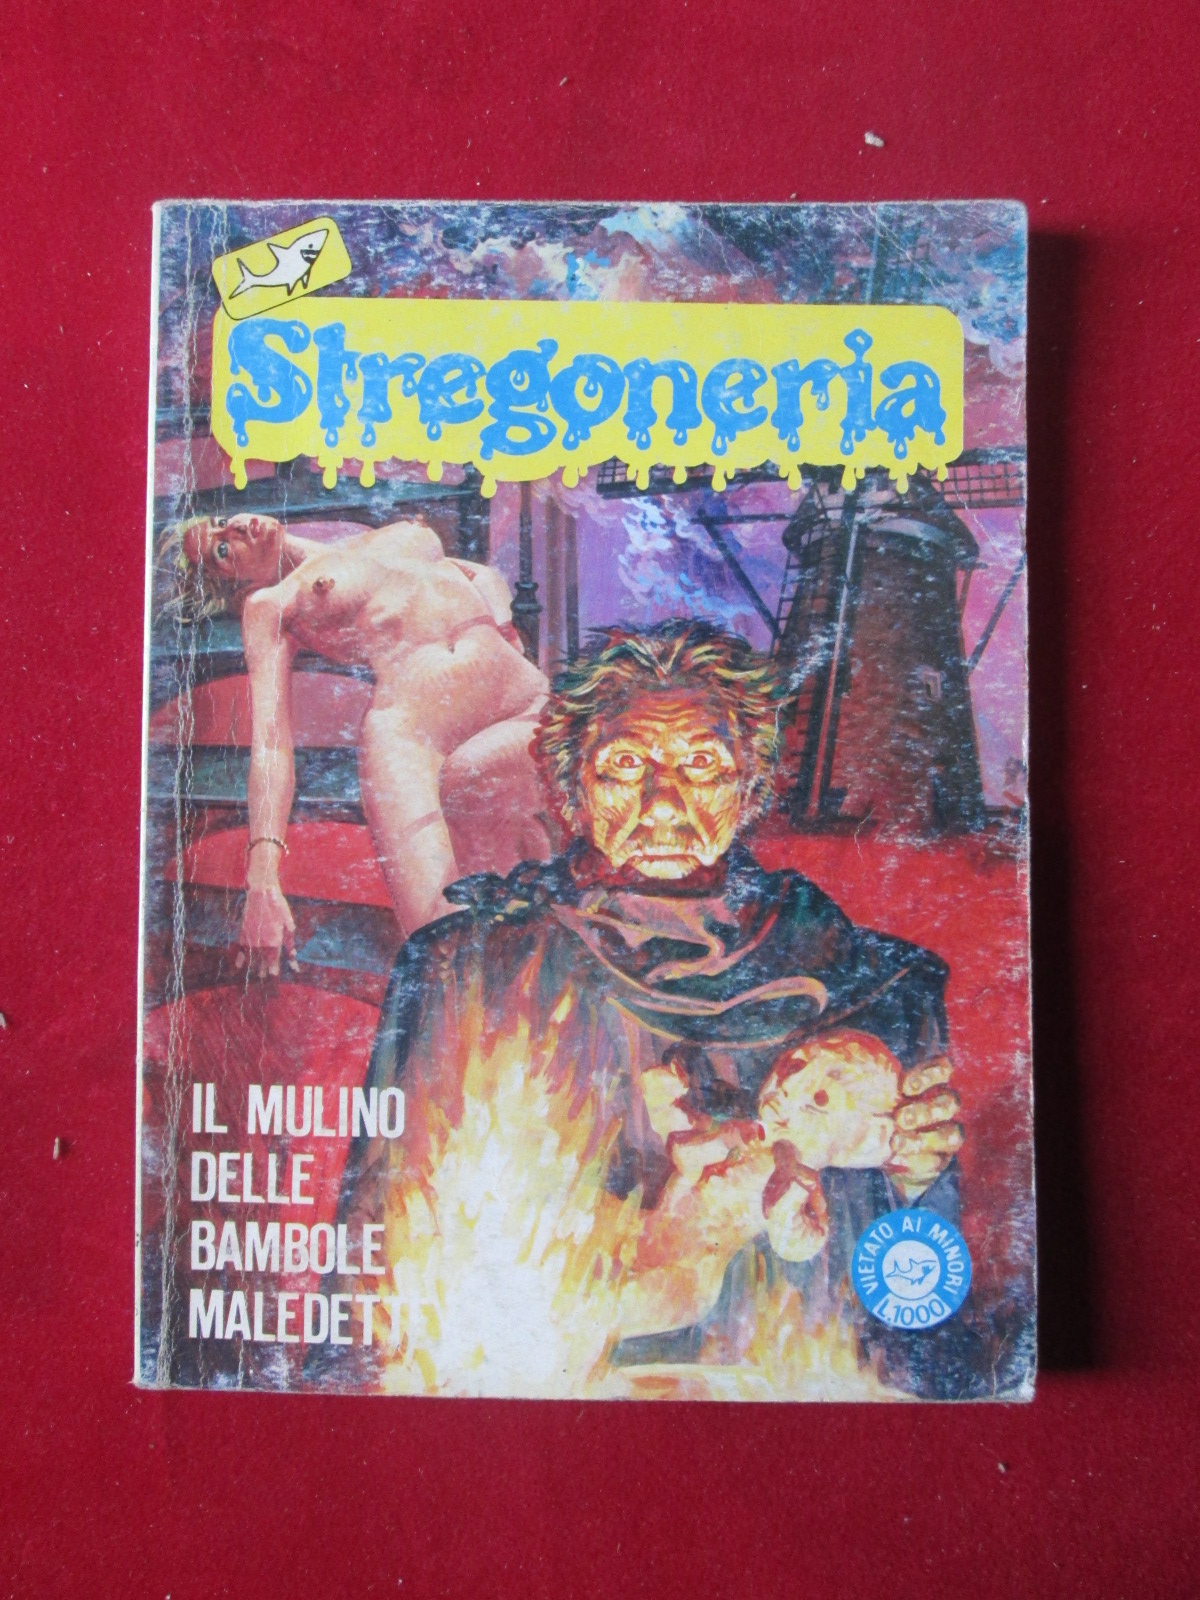 Stregoneria
IL MULINO
DELLE
BAMBOLE
MALEDETTE
VIETATO AI MINORI
L.1000